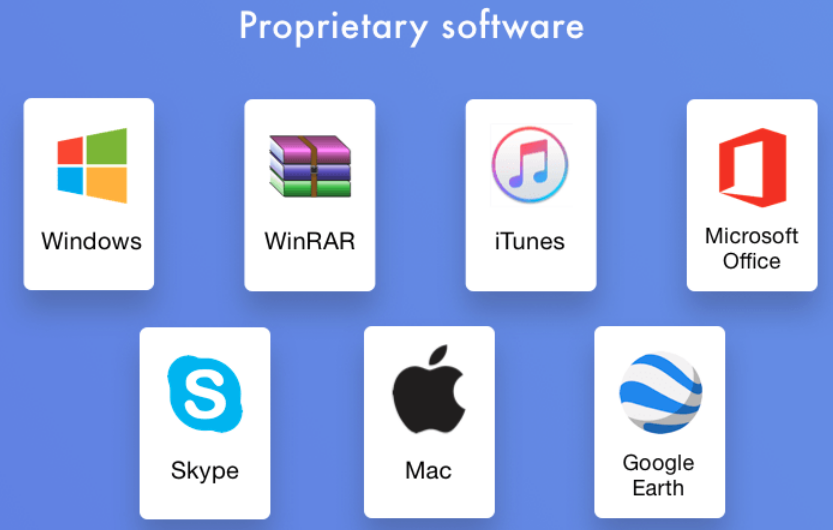 Proprietary software
Windows
WinRAR
iTunes
Microsoft
Office
Skype
Mac
Google
Earth